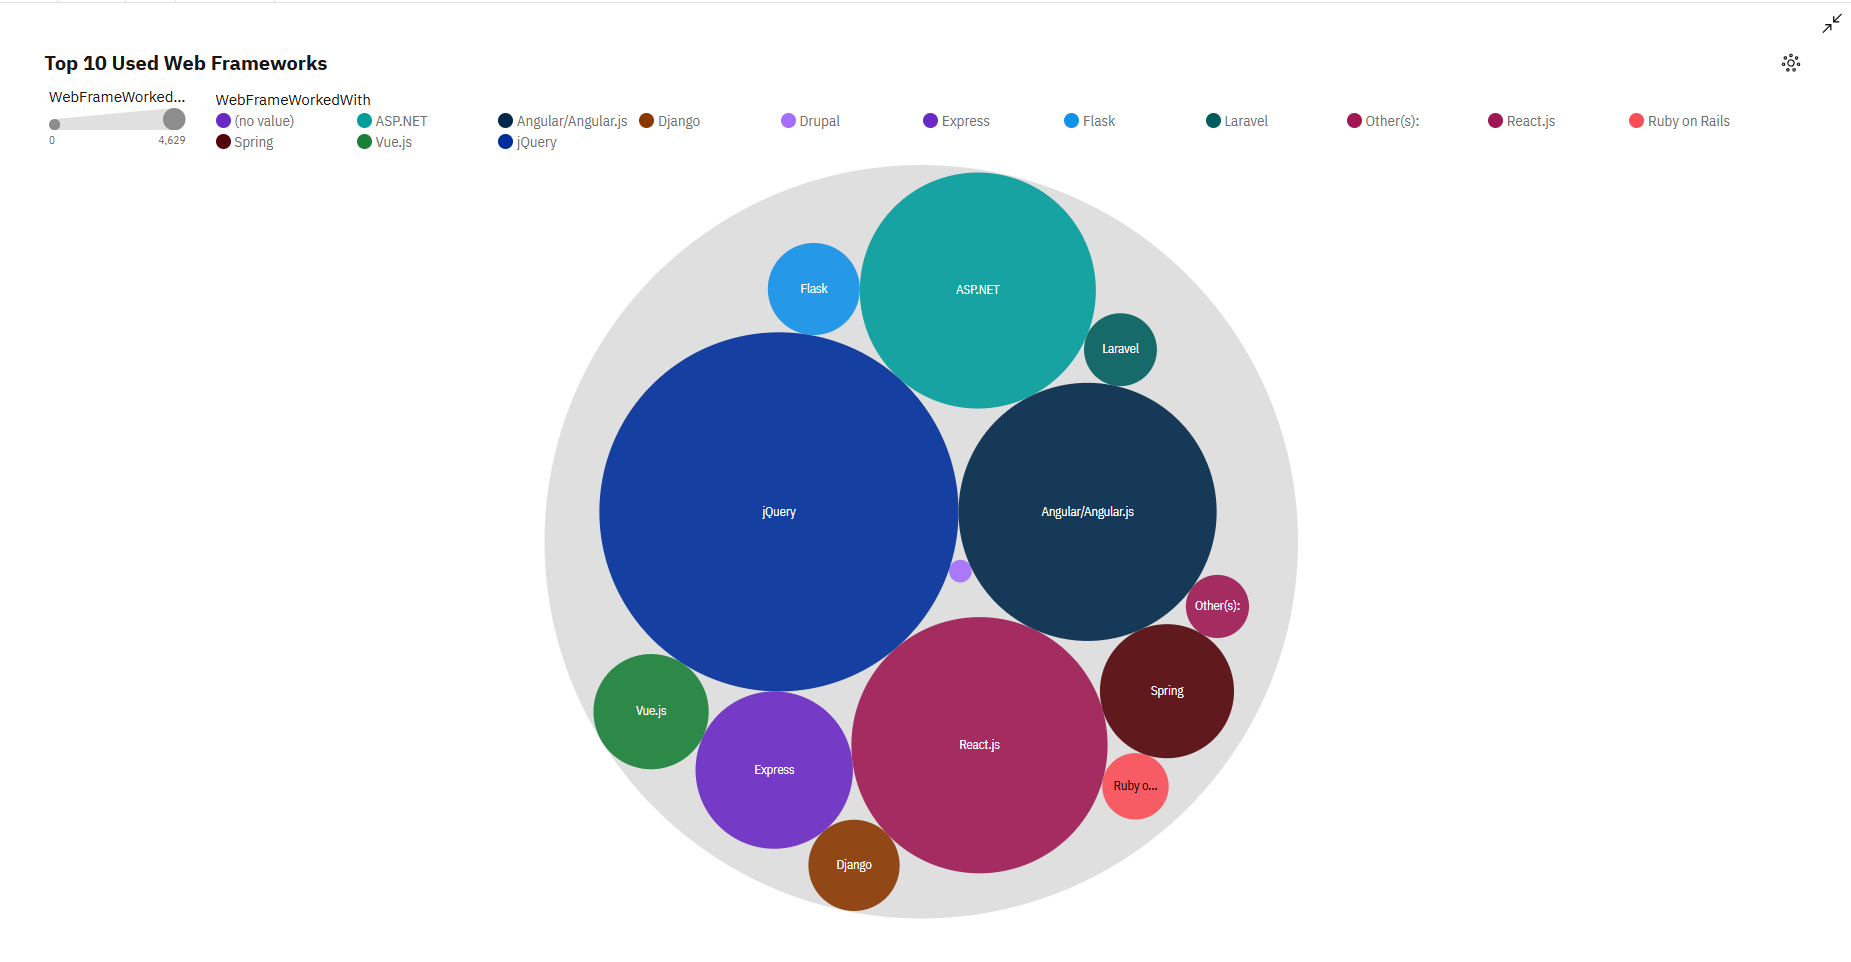 Top 10 Used Web Frameworks
WebFrameWorked...
0 4,629
WebFrameWorkedWith
(no value) ASP.NET Angular/Angular.js Django Drupal Express Flask Laravel Other(s): React.js Ruby on Rails
Spring Vue.js jQuery
ASP.NET
Flask
Laravel
jQuery
Angular/Angular.js
Other(s):
Spring
Vue.js
React.js
Express
Ruby o...
Django